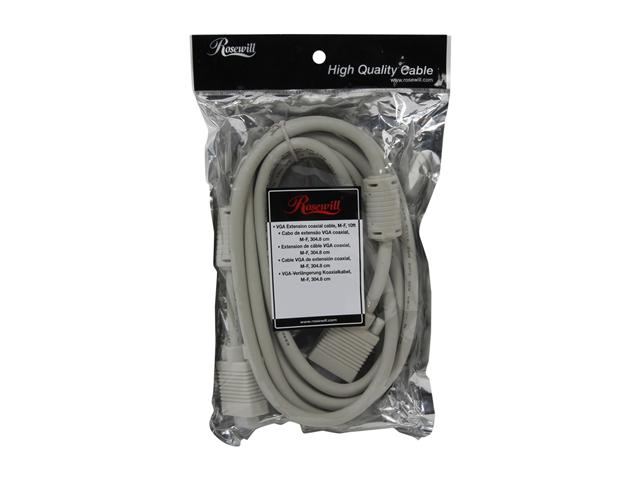 Rosewill
High Quality Cable
www.rosewill.com
Rosewill
• VGA Extension coaxial cable, M-F, 10ft
• Cabo de extensão VGA coaxial,
M-F, 304.8 cm
• Extension de câble VGA coaxial,
M-F, 304.8 cm
• Cable VGA de extensión coaxial,
M-F, 304.8 cm
• VGA-Verlängerung Koaxialkabel,
M-F, 304.8 cm
www.rosewill.com